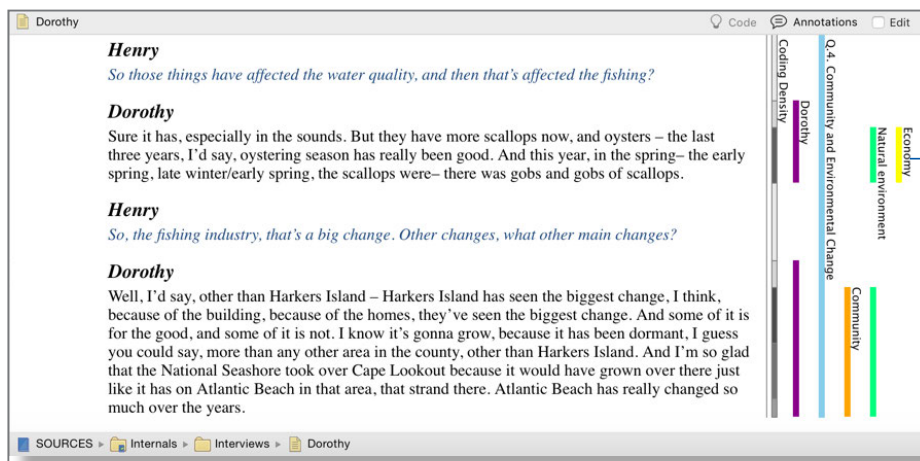 Dorothy
Code
Annotations
Edit
Henry
So those things have affected the water quality, and then that's affected the fishing?
Dorothy
Sure it has, especially in the sounds. But they have more scallops now, and oysters – the last
three years, I'd say, oystering season has really been good. And this year, in the spring– the early
spring, late winter/early spring, the scallops were– there was gobs and gobs of scallops.
Henry
So, the fishing industry, that's a big change. Other changes, what other main changes?
Dorothy
Well, I'd say, other than Harkers Island – Harkers Island has seen the biggest change, I think,
because of the building, because of the homes, they've seen the biggest change. And some of it is
for the good, and some of it is not. I know it's gonna grow, because it has been dormant, I guess
you could say, more than any other area in the county, other than Harkers Island. And I'm so glad
that the National Seashore took over Cape Lookout because it would have grown over there just
like it has on Atlantic Beach in that area, that strand there. Atlantic Beach has really changed so
much over the years.
Coding Density
Dorothy
Q.4. Community and Environmental Change
Community
Natural environment
Economy
SOURCES
Internals
Interviews
Dorothy